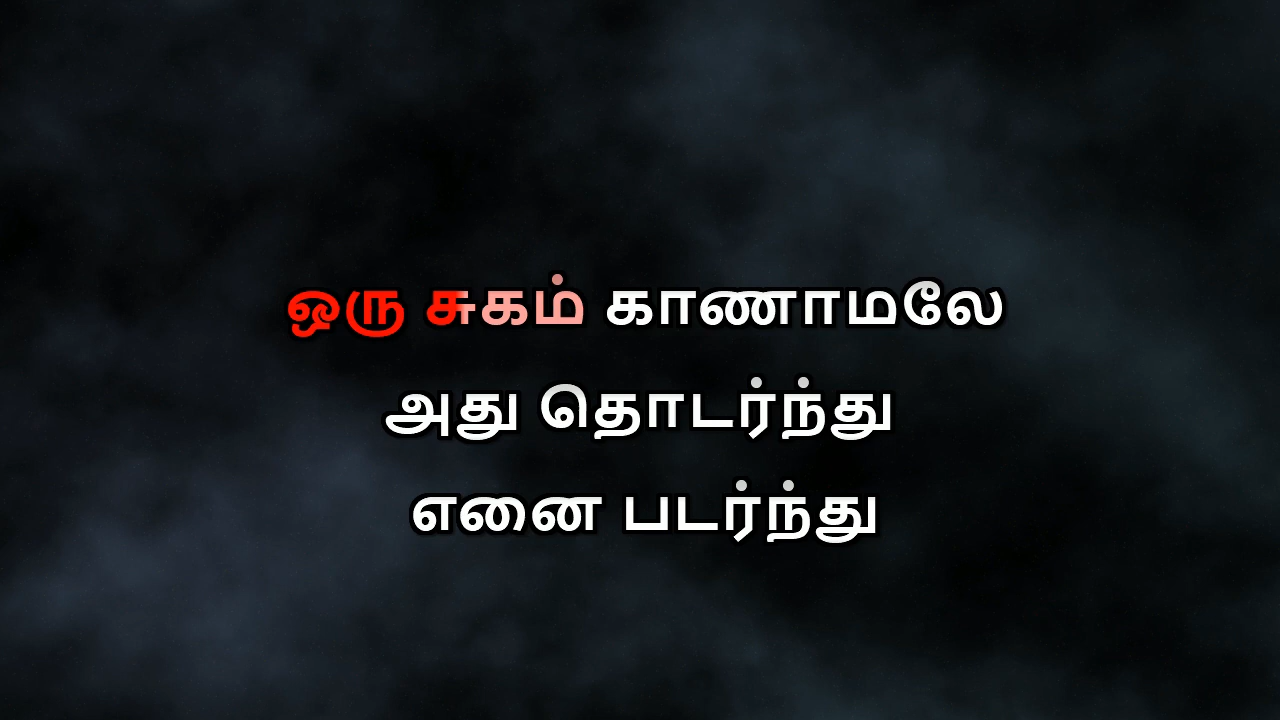 ஒரு சுகம் காணாமலே
அது தொடர்ந்து
எனை படர்ந்து